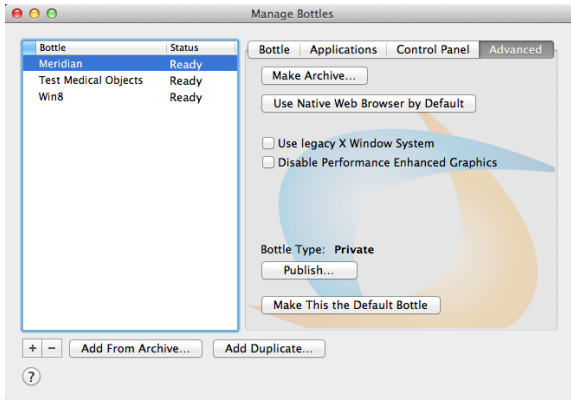 Manage Bottles
Bottle Status
Meridian Ready
Test Medical Objects Ready
Win8 Ready
Bottle Applications Control Panel Advanced
Make Archive...
Use Native Web Browser by Default
Use legacy X Window System
Disable Performance Enhanced Graphics
Bottle Type: Private
Publish...
Make This the Default Bottle
+ - Add From Archive... Add Duplicate...
?